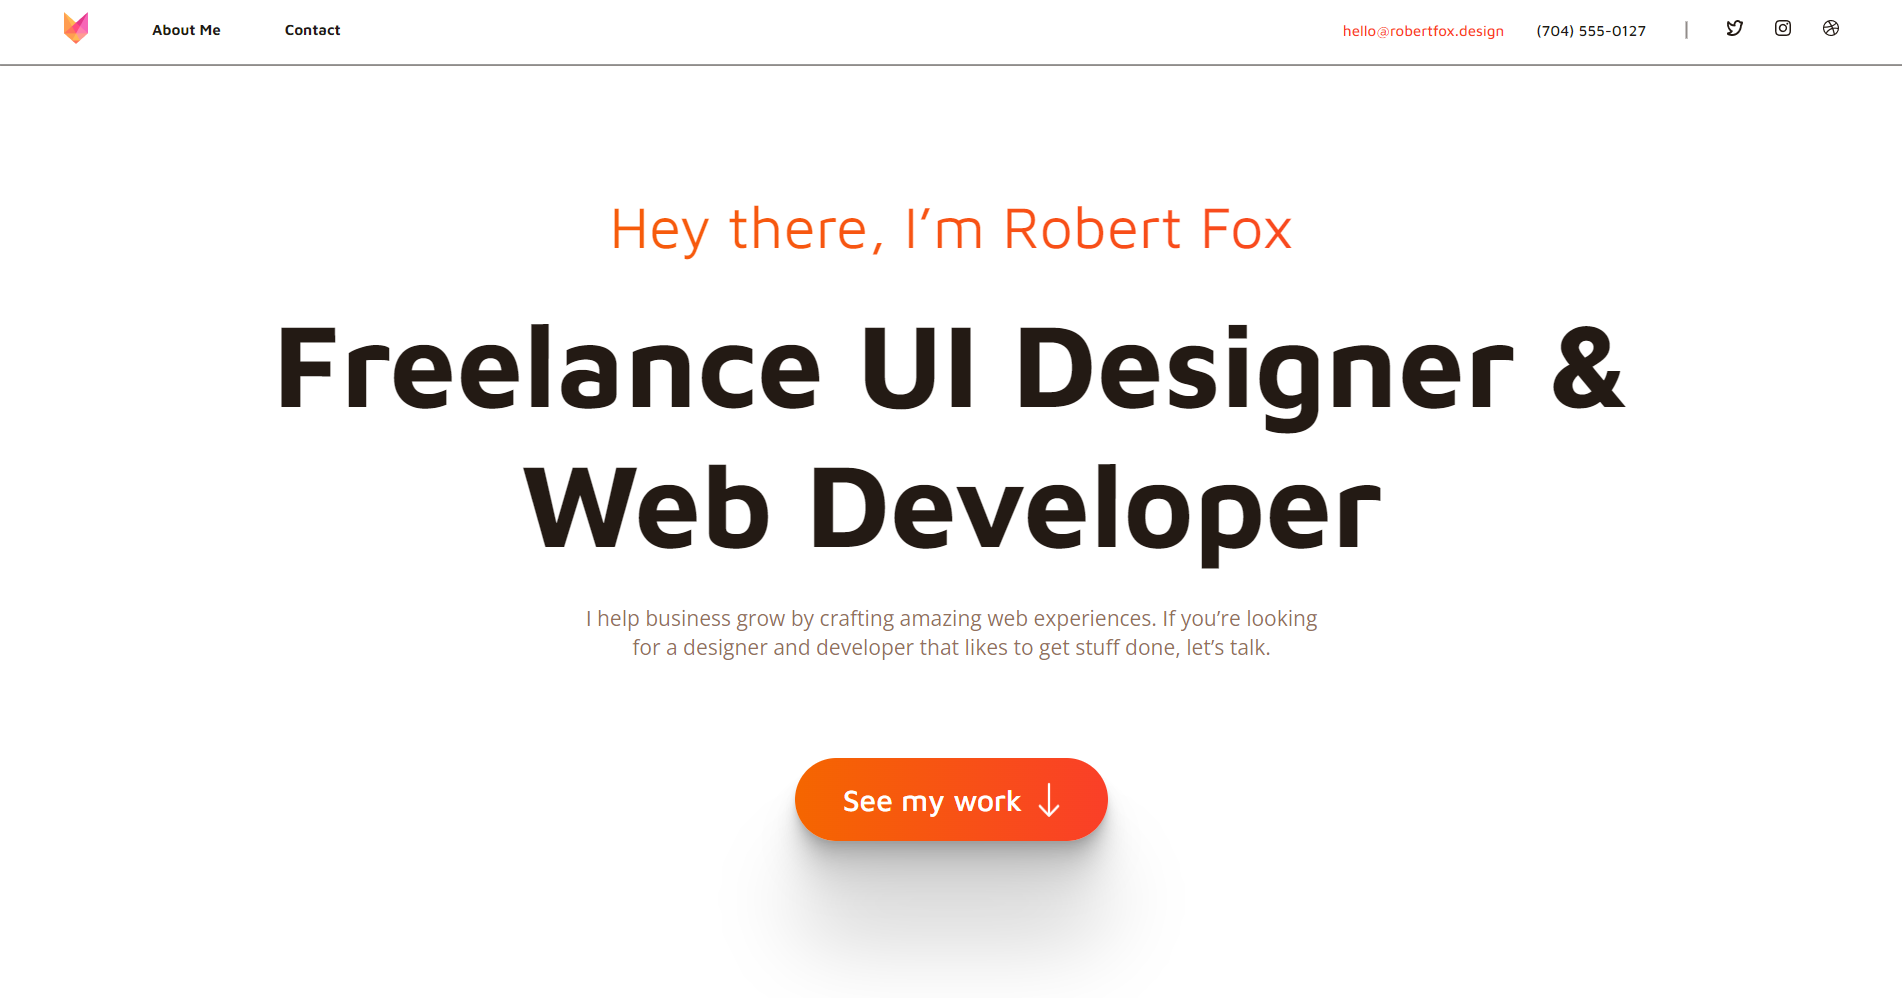 About Me Contact hello@robertfox.design (704) 555-0127 |
Hey there, I’m Robert Fox
Freelance UI Designer &
Web Developer
I help business grow by crafting amazing web experiences. If you’re looking
for a designer and developer that likes to get stuff done, let’s talk.
See my work ↓